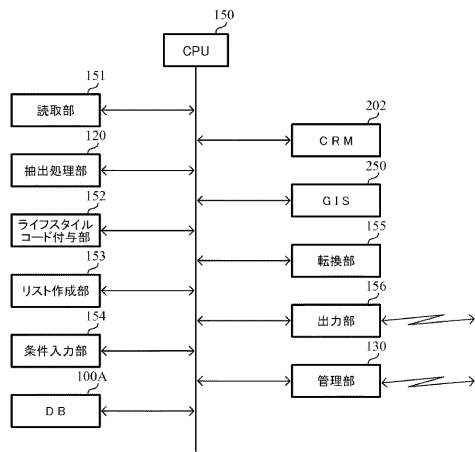 150
CPU
151
読取部
120
抽出処理部
152
ライフスタイル
コード付与部
153
リスト作成部
154
条件入力部
100A
DB
202
CRM
250
GIS
155
転換部
156
出力部
130
管理部